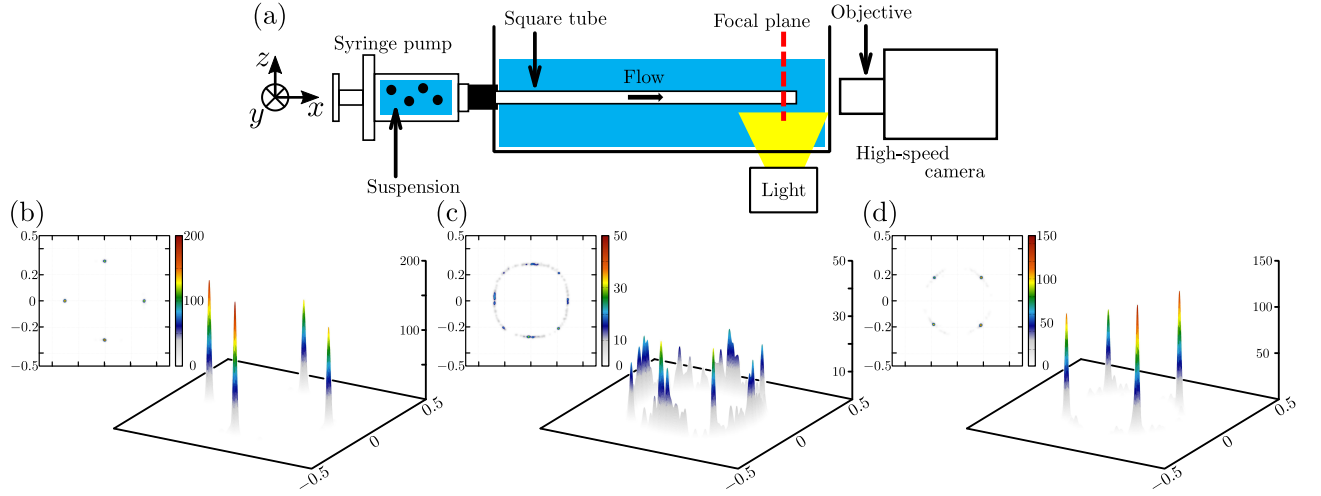 (a)
Syringe pump
Square tube
Focal plane
Objective
z
y
x
Flow
Suspension
Light
High-speed
camera
(b)
0.5
0.2
0
−0.2
−0.5
200
100
0
200
100
0.5
0
−0.5
(c)
0.5
0.2
0
−0.2
−0.5
50
30
10
0
50
30
10
0.5
0
−0.5
(d)
0.5
0.2
0
−0.2
−0.5
150
100
50
0
150
100
50
0.5
0
−0.5